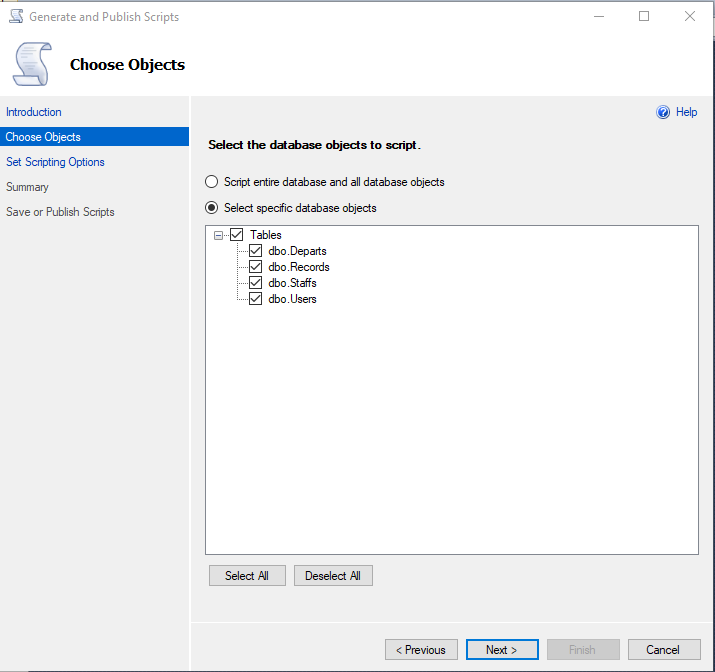 Generate and Publish Scripts
Choose Objects
Introduction
Choose Objects
Set Scripting Options
Summary
Save or Publish Scripts
Help
Select the database objects to script.
Script entire database and all database objects
Select specific database objects
Tables
dbo.Departs
dbo.Records
dbo.Staffs
dbo.Users
Select All
Deselect All
< Previous
Next >
Finish
Cancel